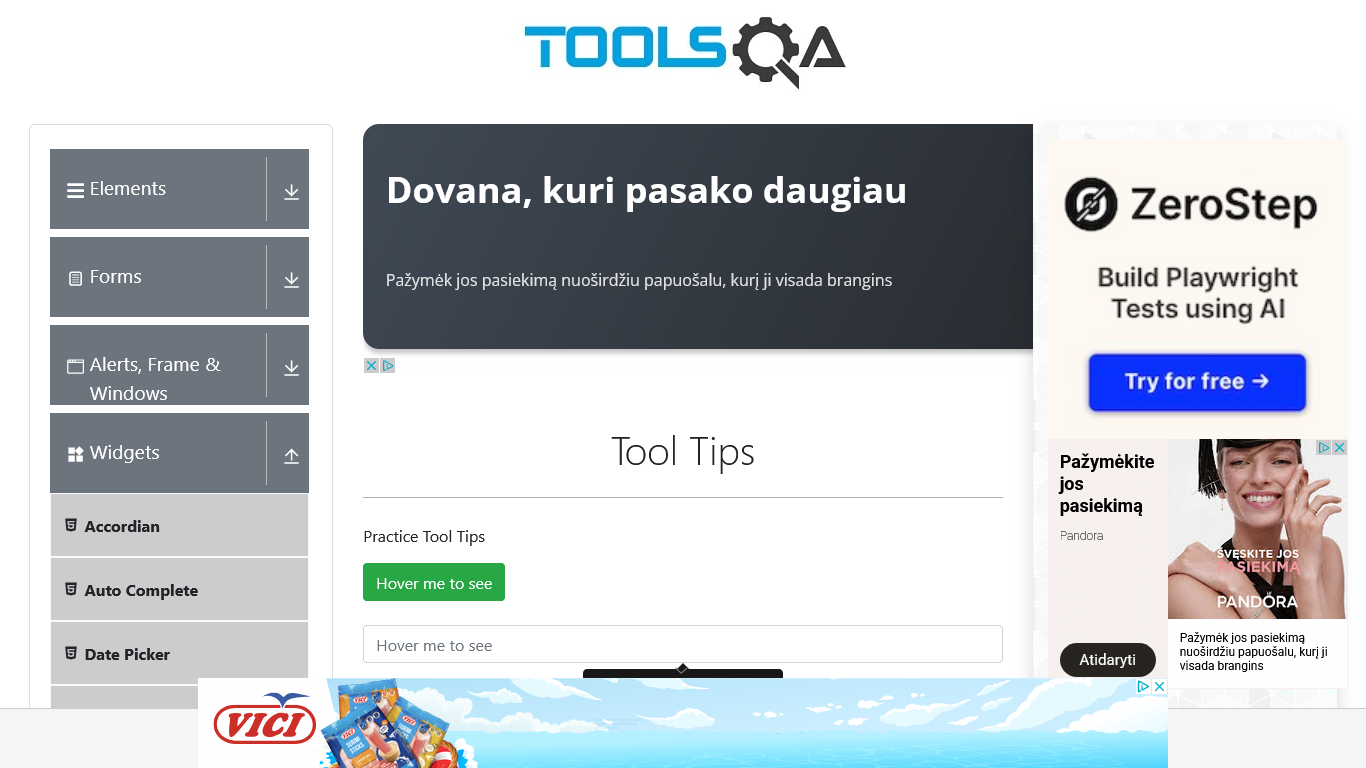 TOOLSQA
Elements
Forms
Alerts, Frame &
Windows
Widgets
Accordian
Auto Complete
Date Picker
Dovana, kuri pasako daugiau
Pažymėk jos pasiekimą nuoširdžiu papuošalu, kurį ji visada brangins
Tool Tips
Practice Tool Tips
Hover me to see
Hover me to see
ZeroStep
Build Playwright
Tests using AI
Try for free →
Pažymėkite
jos
pasiekimą
Pandora
Atidaryti
ŠVĘSKITE JOS
PASIEKIMĄ
PANDÖRA
Pažymėk jos pasiekimą
nuoširdžiu papuošalu, kurį ji
visada brangins
VICI